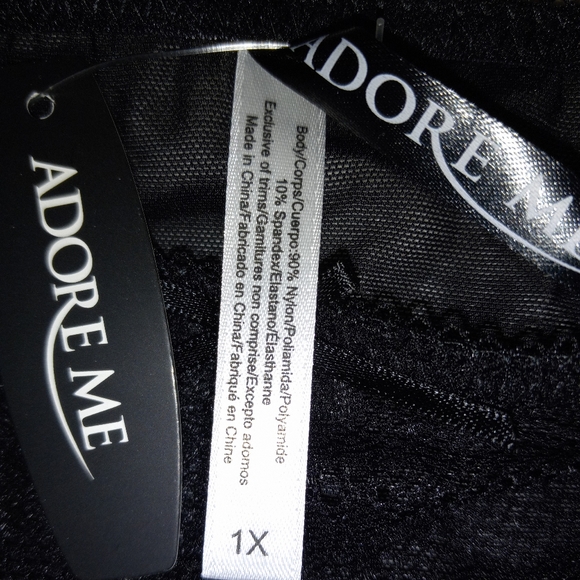 ADORE ME
ADORE ME
Body/Corps/Cuerpo:90% Nylon/Poliamida/Polyamide
10% Spandex/Elastano/Élasthanne
Exclusive of trims/Garnitures non comprise/Excepto adornos
Made in China/Fabricado en China/Fabriqué en Chine
1X